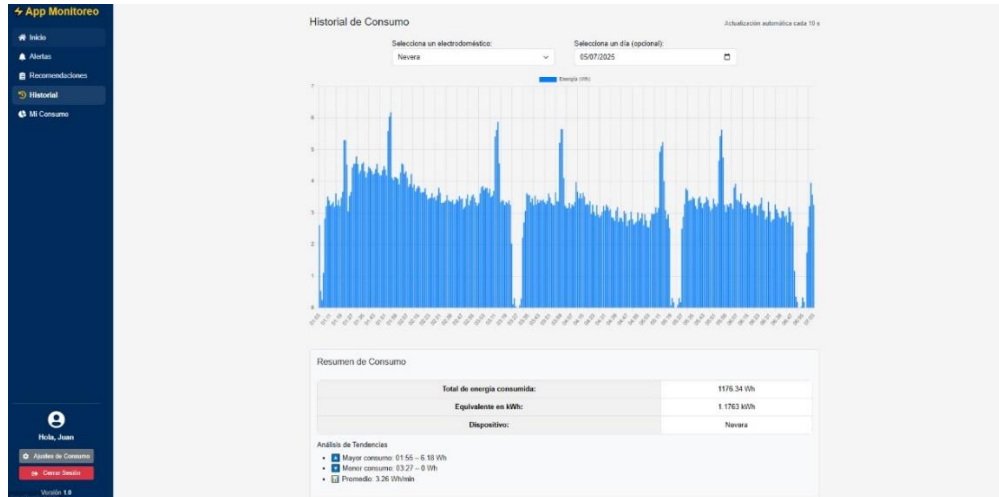 App Monitoreo
Inicio
Alertas
Recomendaciones
Historial
Mi Consumo
Hola, Juan
Ajustes de Consumo
Cerrar Sesión
Versión 1.0
Historial de Consumo
Actualización automática cada 10 s
Selecciona un electrodoméstico:
Selecciona un día (opcional):
Nevera
05/07/2025
Energía (Wh)
7
6
5
4
3
2
1
0
Resumen de Consumo
Total de energía consumida: 1176.34 Wh
Equivalente en kWh: 1.1763 kWh
Dispositivo: Nevera
Análisis de Tendencias
Mayor consumo: 01:55 – 6.18 Wh
Menor consumo: 03:27 – 0 Wh
Promedio: 3.26 Wh/min